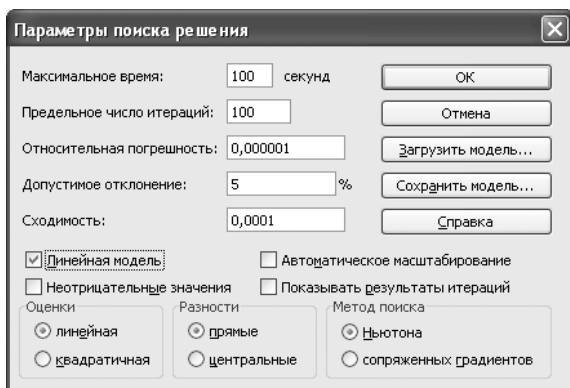 Параметры поиска решения
Максимальное время: 100 секунд
ОК
Предельное число итераций: 100
Отмена
Относительная погрешность: 0,000001
Загрузить модель...
Допустимое отклонение: 5 %
Сохранить модель...
Сходимость: 0,0001
Справка
Линейная модель
Автоматическое масштабирование
Неотрицательные значения
Показывать результаты итераций
Оценки
линейная
квадратичная
Разности
прямые
центральные
Метод поиска
Ньютона
сопряженных градиентов